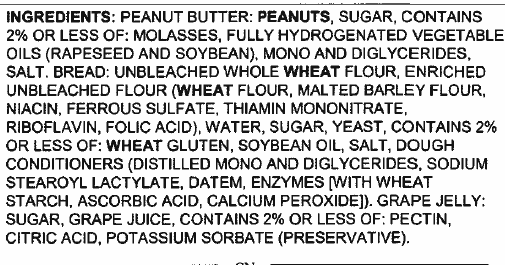 INGREDIENTS: PEANUT BUTTER: PEANUTS, SUGAR, CONTAINS
2% OR LESS OF: MOLASSES, FULLY HYDROGENATED VEGETABLE
OILS (RAPESEED AND SOYBEAN), MONO AND DIGLYCERIDES,
SALT. BREAD: UNBLEACHED WHOLE WHEAT FLOUR, ENRICHED
UNBLEACHED FLOUR (WHEAT FLOUR, MALTED BARLEY FLOUR,
NIACIN, FERROUS SULFATE, THIAMIN MONONITRATE,
RIBOFLAVIN, FOLIC ACID), WATER, SUGAR, YEAST, CONTAINS 2%
OR LESS OF: WHEAT GLUTEN, SOYBEAN OIL, SALT, DOUGH
CONDITIONERS (DISTILLED MONO AND DIGLYCERIDES, SODIUM
STEAROYL LACTYLATE, DATEM, ENZYMES [WITH WHEAT
STARCH, ASCORBIC ACID, CALCIUM PEROXIDE]). GRAPE JELLY:
SUGAR, GRAPE JUICE, CONTAINS 2% OR LESS OF: PECTIN,
CITRIC ACID, POTASSIUM SORBATE (PRESERVATIVE).
CN